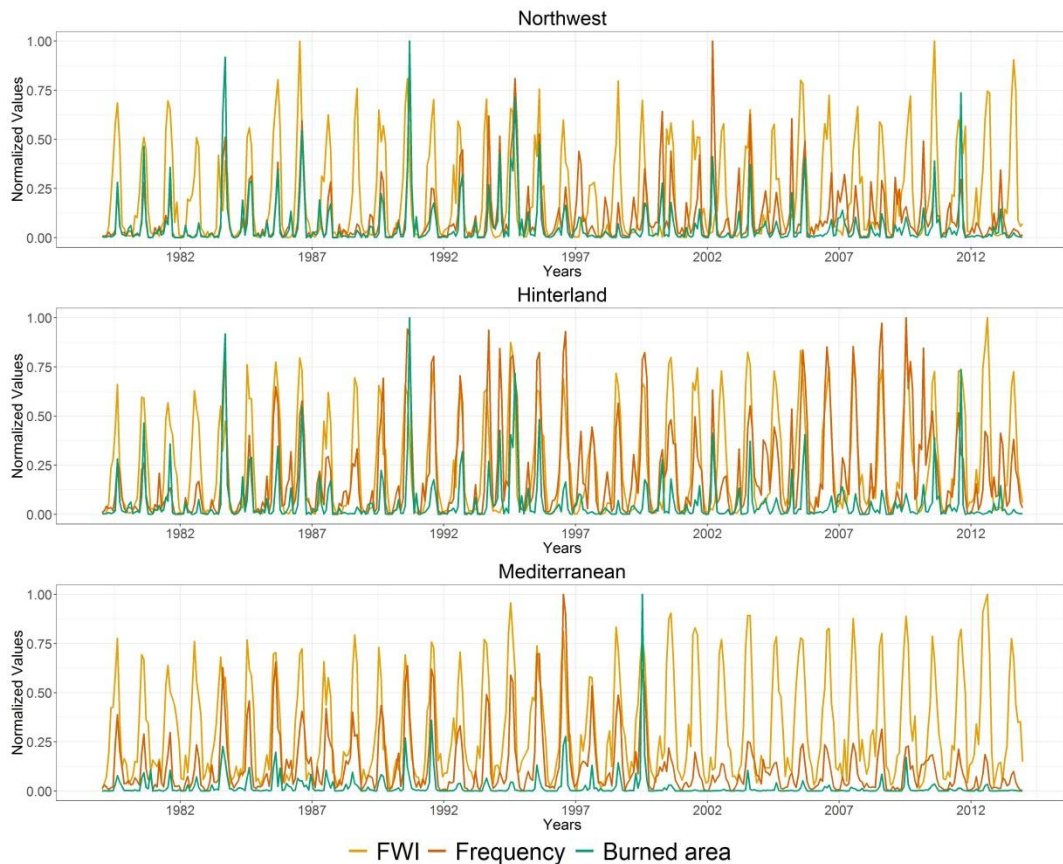 Northwest
Normalized Values
1.00
0.75
0.50
0.25
0.00
1982 1987 1992 1997 2002 2007 2012
Years
Hinterland
Normalized Values
1.00
0.75
0.50
0.25
0.00
1982 1987 1992 1997 2002 2007 2012
Years
Mediterranean
Normalized Values
1.00
0.75
0.50
0.25
0.00
1982 1987 1992 1997 2002 2007 2012
Years
FWI Frequency Burned area